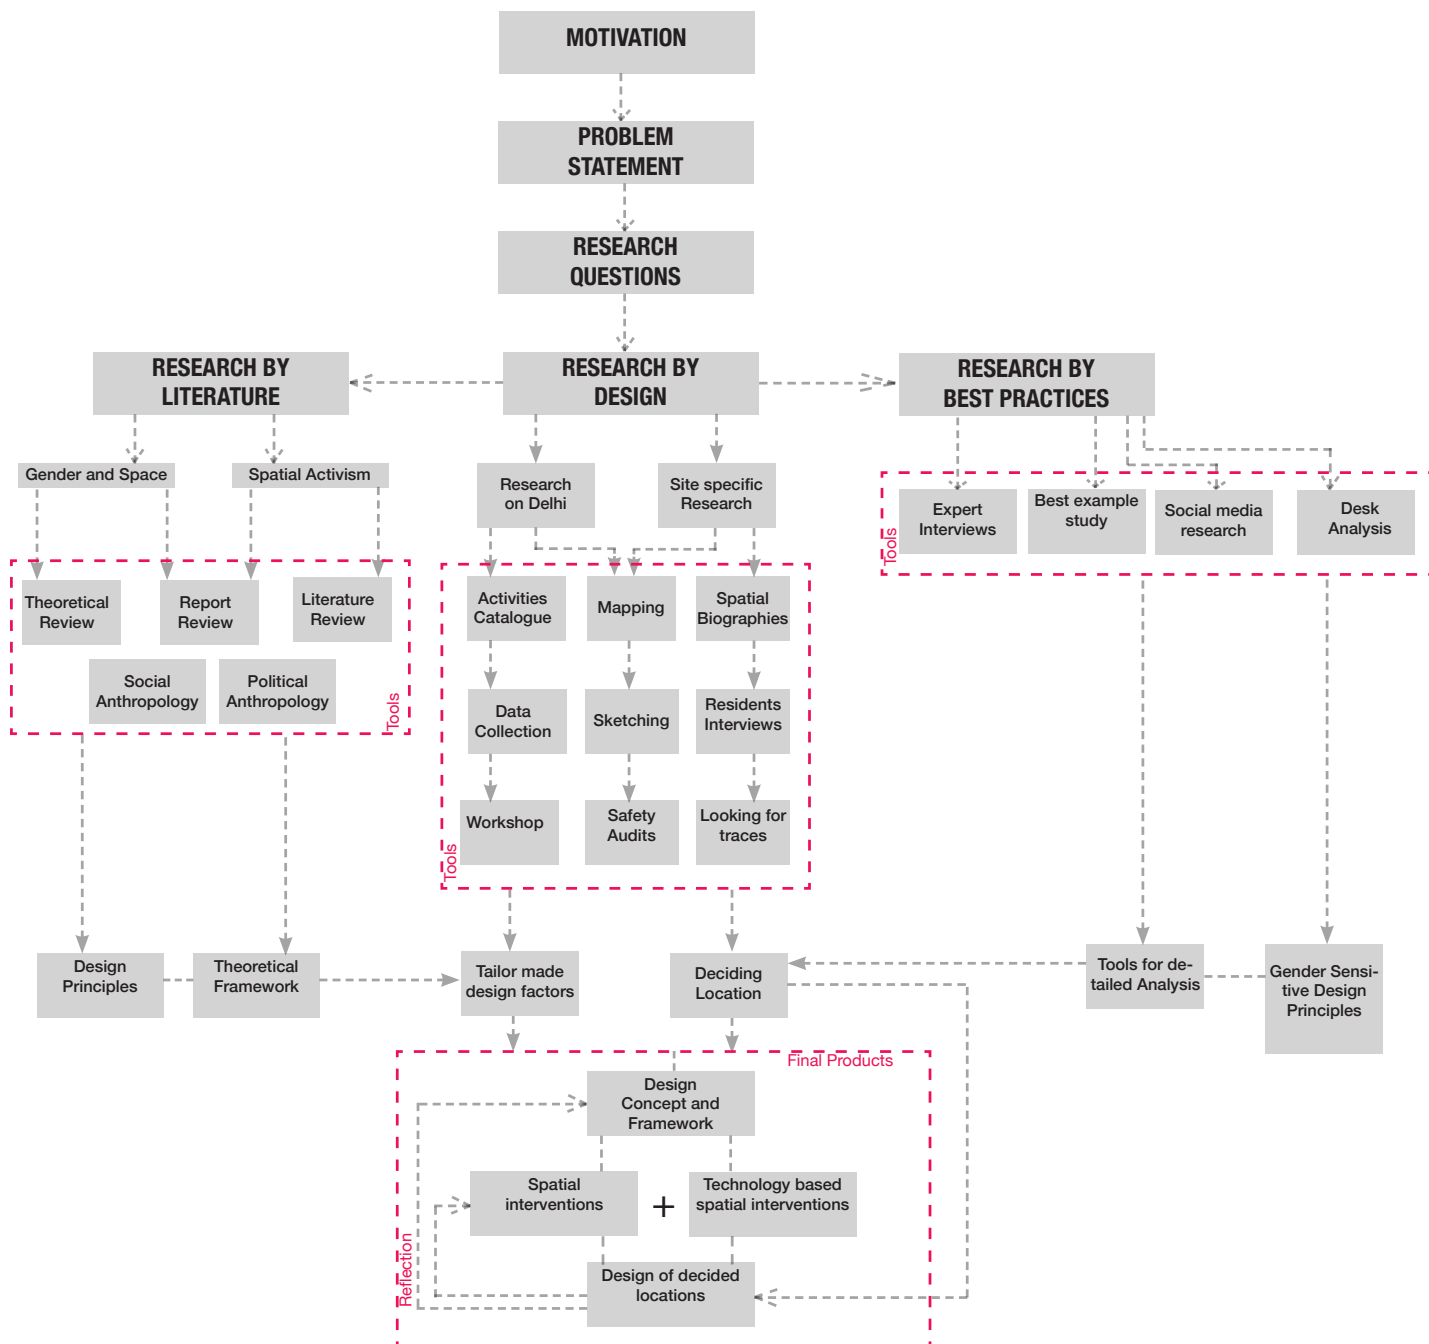 MOTIVATION
PROBLEM
STATEMENT
RESEARCH
QUESTIONS
RESEARCH BY
LITERATURE
RESEARCH BY
DESIGN
RESEARCH BY
BEST PRACTICES
Gender and Space
Spatial Activism
Research
on Delhi
Site specific
Research
Expert
Interviews
Best example
study
Social media
research
Desk
Analysis
Tools
Theoretical
Review
Report
Review
Literature
Review
Social
Anthropology
Political
Anthropology
Tools
Activities
Catalogue
Mapping
Spatial
Biographies
Data
Collection
Sketching
Residents
Interviews
Workshop
Safety
Audits
Looking for
traces
Tools
Design
Principles
Theoretical
Framework
Tailor made
design factors
Deciding
Location
Tools for de-
tailed Analysis
Gender Sensi-
tive Design
Principles
Final Products
Design
Concept and
Framework
Spatial
interventions
+
Technology based
spatial interventions
Reflection
Design of decided
locations